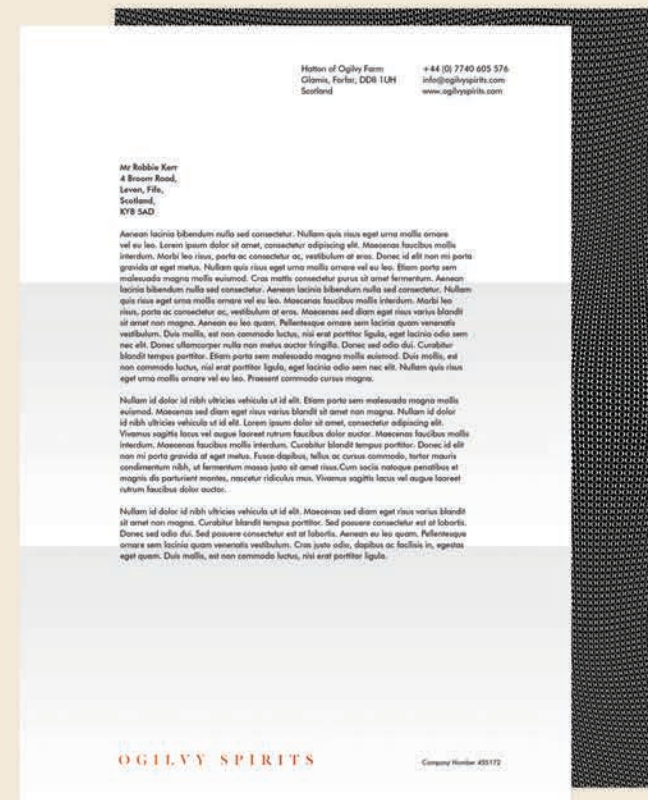 Hatton of Ogilvy Farm
Glamis, Forfar, DD8 1UH
Scotland
+44 (0) 7740 605 576
info@ogilvyspirits.com
www.ogilvyspirits.com
Mr Robbie Kerr
4 Broom Road,
Leven, Fife,
Scotland,
KY8 5AD
Aenean lacinia bibendum nulla sed consectetur. Nullam quis risus eget urna mollis ornare
vel eu leo. Lorem ipsum dolor sit amet, consectetur adipiscing elit. Maecenas faucibus mollis
interdum. Morbi leo risus, porta ac consectetur ac, vestibulum at eros. Donec id elit non mi porta
gravida at eget metus. Nullam quis risus eget urna mollis ornare vel eu leo. Etiam porta sem
malesuada magna mollis euismod. Cras mattis consectetur purus sit amet fermentum. Aenean
lacinia bibendum nulla sed consectetur. Aenean lacinia bibendum nulla sed consectetur. Nullam
quis risus eget urna mollis ornare vel eu leo. Maecenas faucibus mollis interdum. Morbi leo
risus, porta ac consectetur ac, vestibulum at eros. Maecenas sed diam eget risus varius blandit
sit amet non magna. Aenean eu leo quam. Pellentesque ornare sem lacinia quam venenatis
vestibulum. Duis mollis, est non commodo luctus, nisi erat porttitor ligula, eget lacinia odio sem
nec elit. Donec ullamcorper nulla non metus auctor fringilla. Donec sed odio dui. Curabitur
blandit tempus porttitor. Etiam porta sem malesuada magna mollis euismod. Duis mollis, est
non commodo luctus, nisi erat porttitor ligula, eget lacinia odio sem nec elit. Nullam quis risus
eget urna mollis ornare vel eu leo. Praesent commodo cursus magna.
Nullam id dolor id nibh ultricies vehicula ut id elit. Etiam porta sem malesuada magna mollis
euismod. Maecenas sed diam eget risus varius blandit sit amet non magna. Nullam id dolor
id nibh ultricies vehicula ut id elit. Lorem ipsum dolor sit amet, consectetur adipiscing elit.
Vivamus sagittis lacus vel augue laoreet rutrum faucibus dolor auctor. Maecenas faucibus mollis
interdum. Maecenas faucibus mollis interdum. Curabitur blandit tempus porttitor. Donec id elit
non mi porta gravida at eget metus. Fusce dapibus, tellus ac cursus commodo, tortor mauris
condimentum nibh, ut fermentum massa justo sit amet risus.Cum sociis natoque penatibus et
magnis dis parturient montes, nascetur ridiculus mus. Vivamus sagittis lacus vel augue laoreet
rutrum faucibus dolor auctor.
Nullam id dolor id nibh ultricies vehicula ut id elit. Maecenas sed diam eget risus varius blandit
sit amet non magna. Curabitur blandit tempus porttitor. Sed posuere consectetur est at lobortis.
Donec sed odio dui. Sed posuere consectetur est at lobortis. Aenean eu leo quam. Pellentesque
ornare sem lacinia quam venenatis vestibulum. Cras justo odio, dapibus ac facilisis in, egestas
eget quam. Duis mollis, est non commodo luctus, nisi erat porttitor ligula.
OGILVY SPIRITS
Company Number 455172